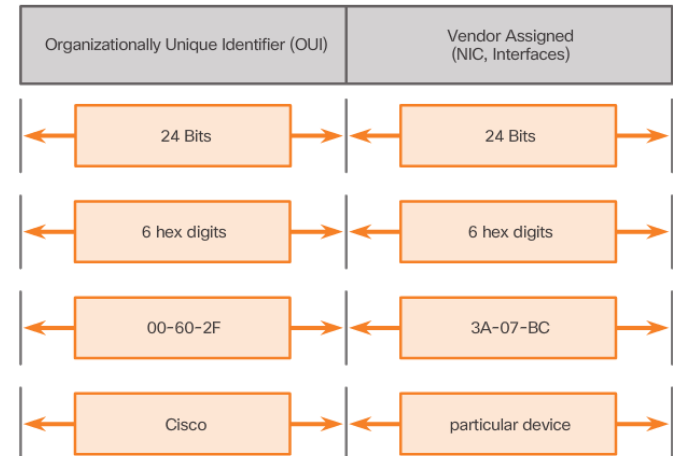 Organizationally Unique Identifier (OUI)
Vendor Assigned
(NIC, Interfaces)
24 Bits
24 Bits
6 hex digits
6 hex digits
00-60-2F
3A-07-BC
Cisco
particular device